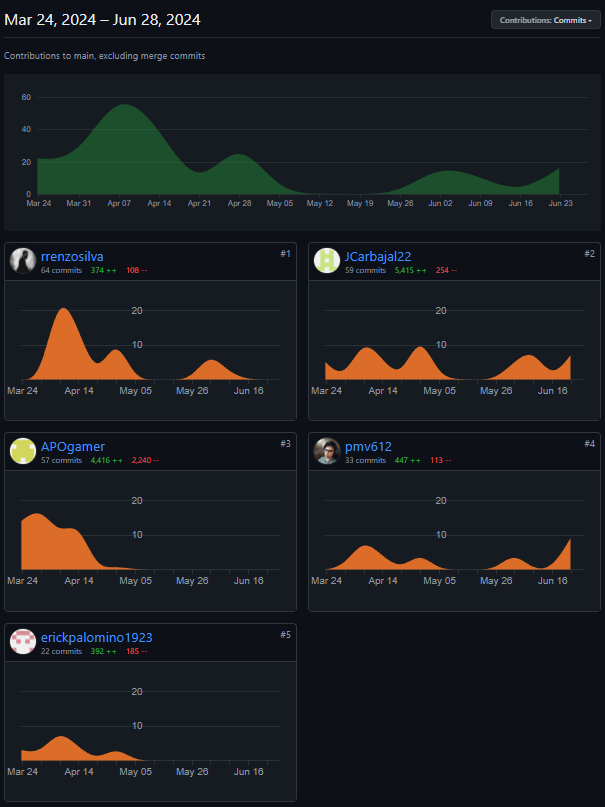 Mar 24, 2024 – Jun 28, 2024
Contributions: Commits
Contributions to main, excluding merge commits
60
40
20
0
Mar 24 Mar 31 Apr 07 Apr 14 Apr 21 Apr 28 May 05 May 12 May 19 May 26 Jun 02 Jun 09 Jun 16 Jun 23
rrenzosilva #1
64 commits 374 ++ 108 --
20
10
Mar 24 Apr 14 May 05 May 26 Jun 16
JCarbajal22 #2
59 commits 5,415 ++ 254 --
20
10
Mar 24 Apr 14 May 05 May 26 Jun 16
APOgamer #3
57 commits 4,416 ++ 2,240 --
20
10
Mar 24 Apr 14 May 05 May 26 Jun 16
pmv612 #4
33 commits 447 ++ 113 --
20
10
Mar 24 Apr 14 May 05 May 26 Jun 16
erickpalomino1923 #5
22 commits 392 ++ 185 --
20
10
Mar 24 Apr 14 May 05 May 26 Jun 16